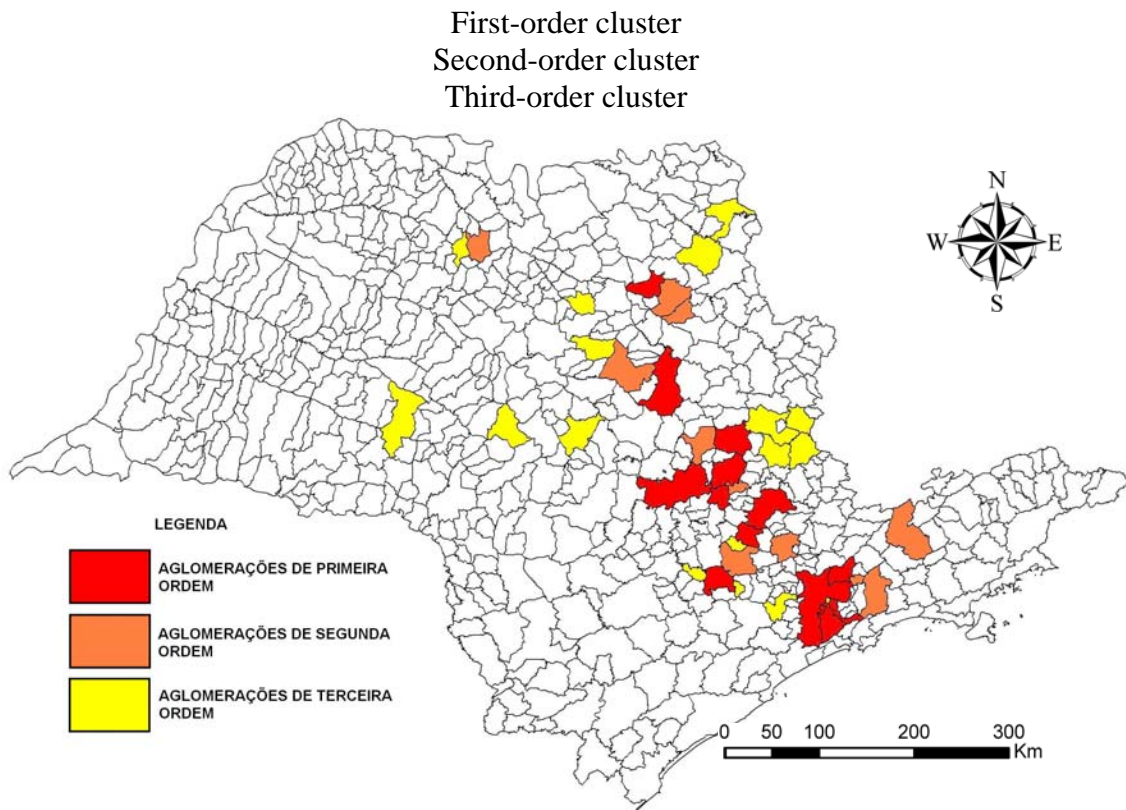 First-order cluster
Second-order cluster
Third-order cluster
N
W E
S
LEGENDA
AGLOMERAÇÕES DE PRIMEIRA
ORDEM
AGLOMERAÇÕES DE SEGUNDA
ORDEM
AGLOMERAÇÕES DE TERCEIRA
ORDEM
0 50 100 200 300
Km